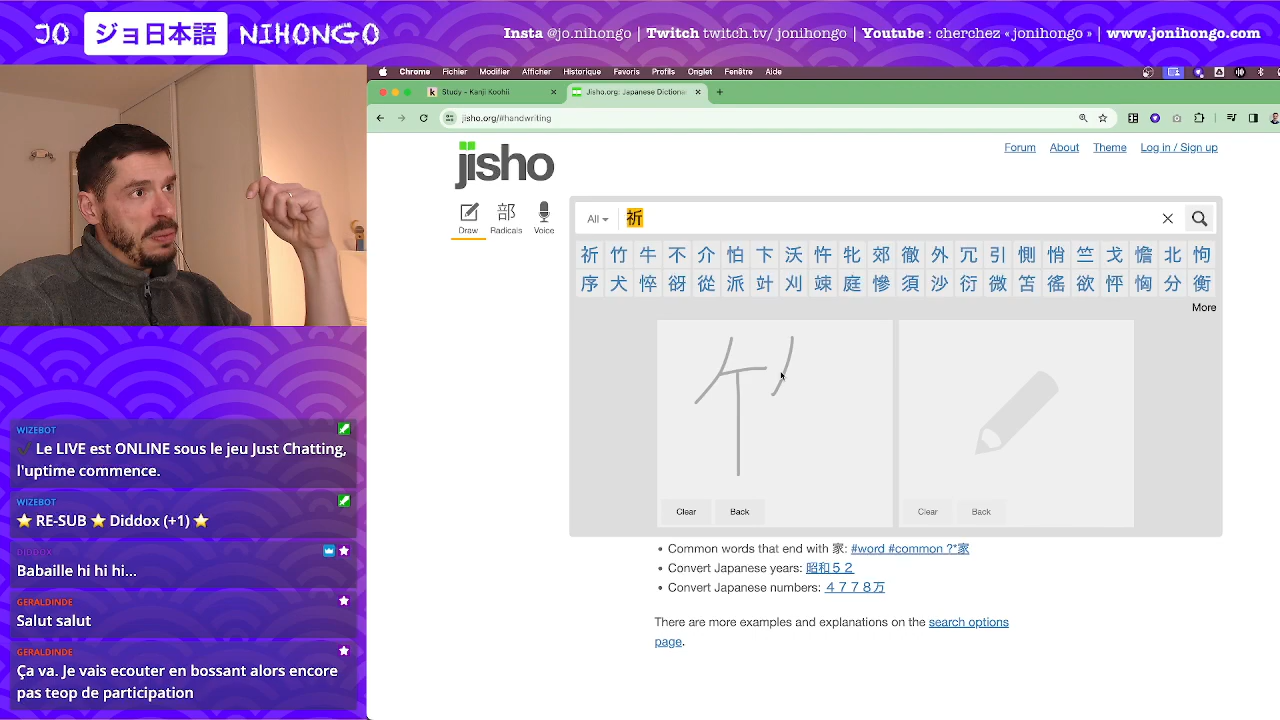 JO ジョ日本語 NIHONGO
Insta @jo.nihongo | Twitch twitch.tv/ jonihongo | Youtube : cherchez « jonihongo » | www.jonihongo.com
Chrome Fichier Modifier Afficher Historique Favoris Profils Onglet Fenêtre Aide
Study - Kanji Koohii
Jisho.org: Japanese Dictiona
jisho.org/#handwriting
jisho
Forum About Theme Log in / Sign up
Draw Radicals Voice
部
All 祈
祈 竹 牛 不 介 怕 卞 沃 忤 牝 郊 徹 外 冗 引 惻 悄 竺 戈 憺 北 恂
序 犬 悴 谺 從 派 竍 刈 竦 庭 惨 須 沙 衍 微 笘 徭 欲 怦 恟 分 衡
More
Clear Back
Clear Back
• Common words that end with 家: #word #common ?*家
• Convert Japanese years: 昭和５２
• Convert Japanese numbers: ４７７８万
There are more examples and explanations on the search options
page.
WIZEBOT
✔ Le LIVE est ONLINE sous le jeu Just Chatting,
l'uptime commence.
WIZEBOT
⭐ RE-SUB ⭐ Diddox (+1) ⭐
DIDDOX
Babaille hi hi hi...
GERALDINDE
Salut salut
GERALDINDE
Ça va. Je vais ecouter en bossant alors encore
pas teop de participation